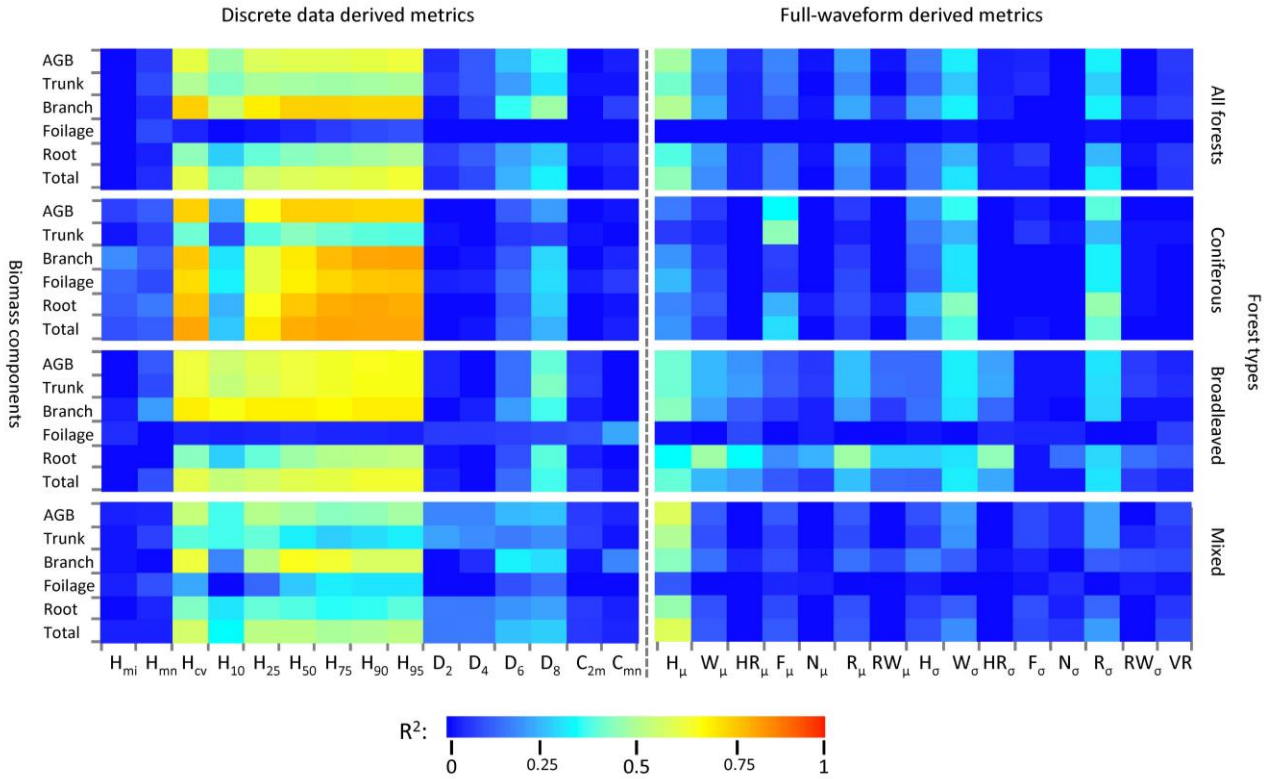 Discrete data derived metrics
Full-waveform derived metrics
Biomass components
Forest types
AGB
Trunk
Branch
Foilage
Root
Total
All forests
AGB
Trunk
Branch
Foilage
Root
Total
Coniferous
AGB
Trunk
Branch
Foilage
Root
Total
Broadleaved
AGB
Trunk
Branch
Foilage
Root
Total
Mixed
Hmi Hmn Hcv H10 H25 H50 H75 H90 H95 D2 D4 D6 D8 C2m Cmn
Hμ Wμ HRμ Fμ Nμ Rμ RWμ Hσ Wσ HRσ Fσ Nσ Rσ RWσ VR
R²:
0 0.25 0.5 0.75 1